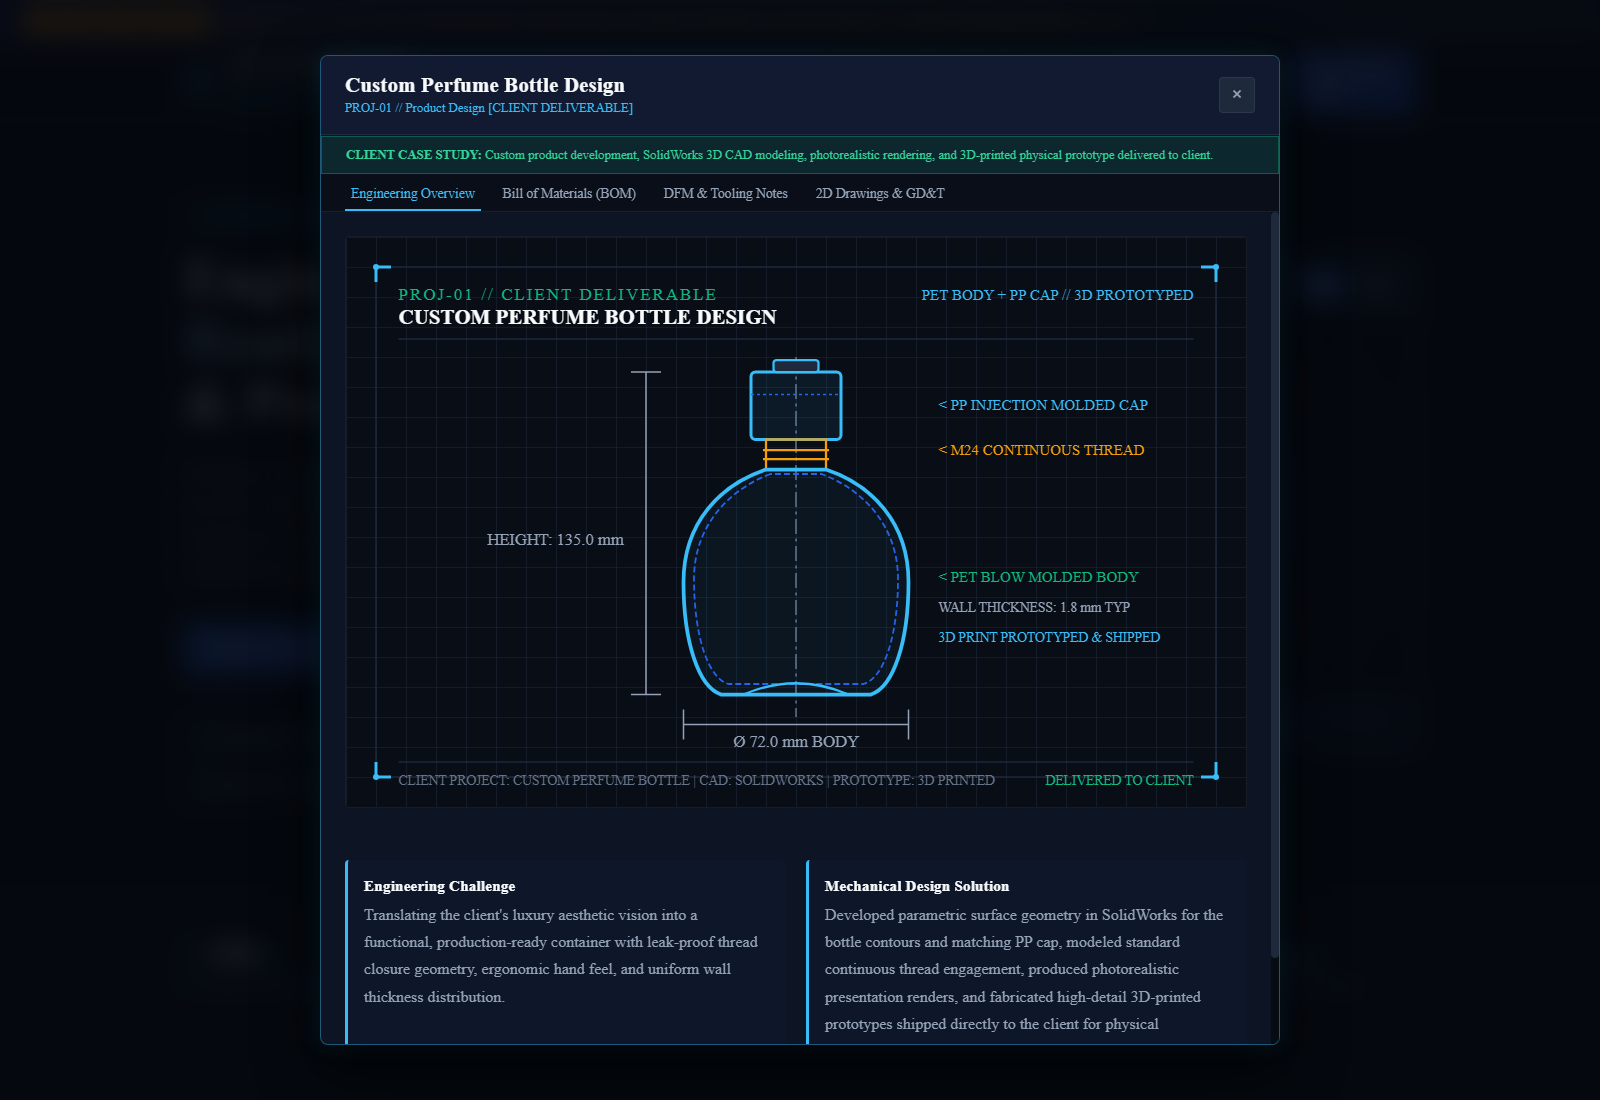 Custom Perfume Bottle Design
PROJ-01 // Product Design [CLIENT DELIVERABLE]
×
CLIENT CASE STUDY: Custom product development, SolidWorks 3D CAD modeling, photorealistic rendering, and 3D-printed physical prototype delivered to client.
Engineering Overview
Bill of Materials (BOM)
DFM & Tooling Notes
2D Drawings & GD&T
PROJ-01 // CLIENT DELIVERABLE
PET BODY + PP CAP // 3D PROTOTYPED
CUSTOM PERFUME BOTTLE DESIGN
< PP INJECTION MOLDED CAP
< M24 CONTINUOUS THREAD
HEIGHT: 135.0 mm
< PET BLOW MOLDED BODY
WALL THICKNESS: 1.8 mm TYP
3D PRINT PROTOTYPED & SHIPPED
Ø 72.0 mm BODY
CLIENT PROJECT: CUSTOM PERFUME BOTTLE | CAD: SOLIDWORKS | PROTOTYPE: 3D PRINTED
DELIVERED TO CLIENT
Engineering Challenge
Translating the client's luxury aesthetic vision into a
functional, production-ready container with leak-proof thread
closure geometry, ergonomic hand feel, and uniform wall
thickness distribution.
Mechanical Design Solution
Developed parametric surface geometry in SolidWorks for the
bottle contours and matching PP cap, modeled standard
continuous thread engagement, produced photorealistic
presentation renders, and fabricated high-detail 3D-printed
prototypes shipped directly to the client for physical